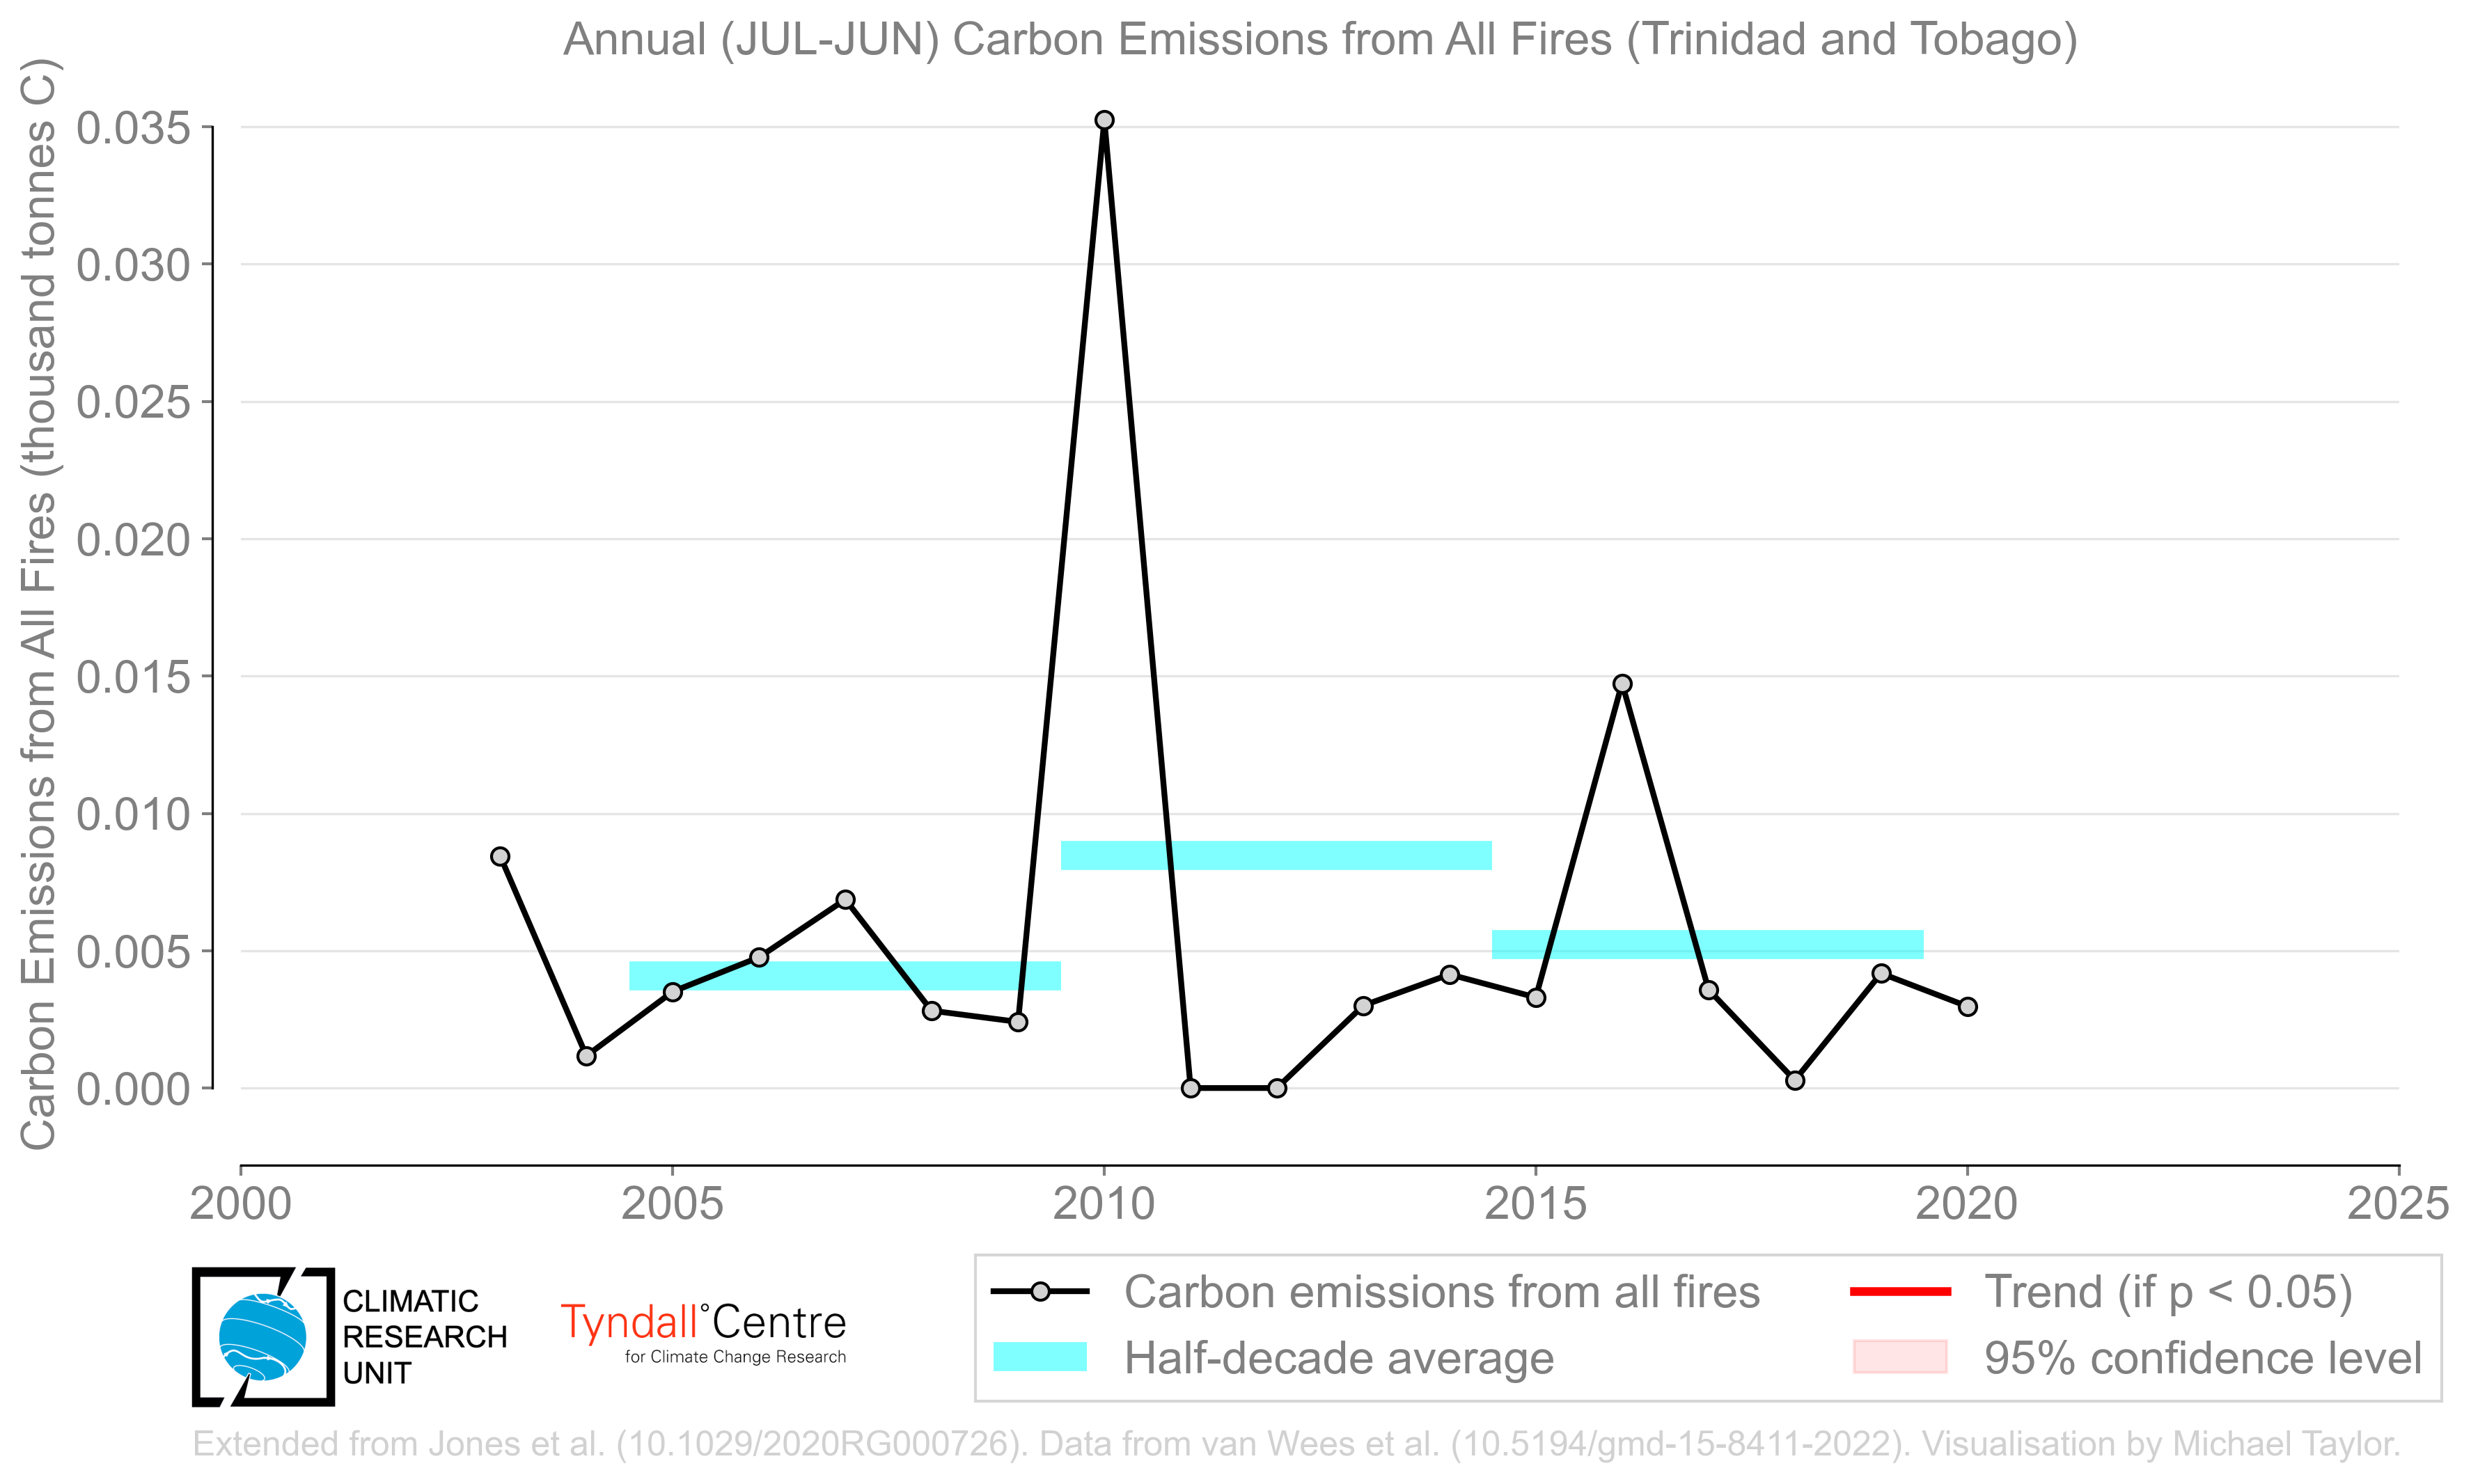 Annual (JUL-JUN) Carbon Emissions from All Fires (Trinidad and Tobago)
Carbon Emissions from All Fires (thousand tonnes C)
0.035
0.030
0.025
0.020
0.015
0.010
0.005
0.000
2000 2005 2010 2015 2020 2025
CLIMATIC
RESEARCH
UNIT
Tyndall°Centre
for Climate Change Research
Carbon emissions from all fires
Half-decade average
Trend (if p < 0.05)
95% confidence level
Extended from Jones et al. (10.1029/2020RG000726). Data from van Wees et al. (10.5194/gmd-15-8411-2022). Visualisation by Michael Taylor.